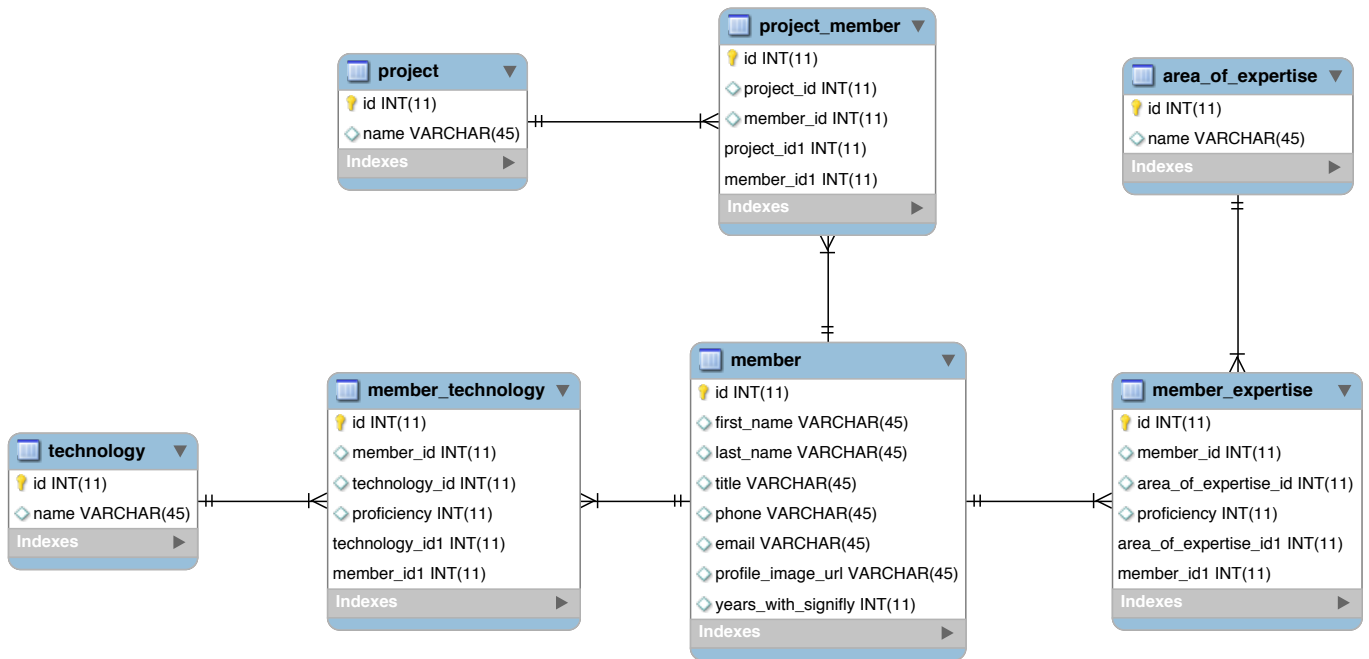 project_member
id INT(11)
project_id INT(11)
member_id INT(11)
project_id1 INT(11)
member_id1 INT(11)
Indexes
project
id INT(11)
name VARCHAR(45)
Indexes
area_of_expertise
id INT(11)
name VARCHAR(45)
Indexes
member
id INT(11)
first_name VARCHAR(45)
last_name VARCHAR(45)
title VARCHAR(45)
phone VARCHAR(45)
email VARCHAR(45)
profile_image_url VARCHAR(45)
years_with_signifly INT(11)
Indexes
member_technology
id INT(11)
member_id INT(11)
technology_id INT(11)
proficiency INT(11)
technology_id1 INT(11)
member_id1 INT(11)
Indexes
member_expertise
id INT(11)
member_id INT(11)
area_of_expertise_id INT(11)
proficiency INT(11)
area_of_expertise_id1 INT(11)
member_id1 INT(11)
Indexes
technology
id INT(11)
name VARCHAR(45)
Indexes